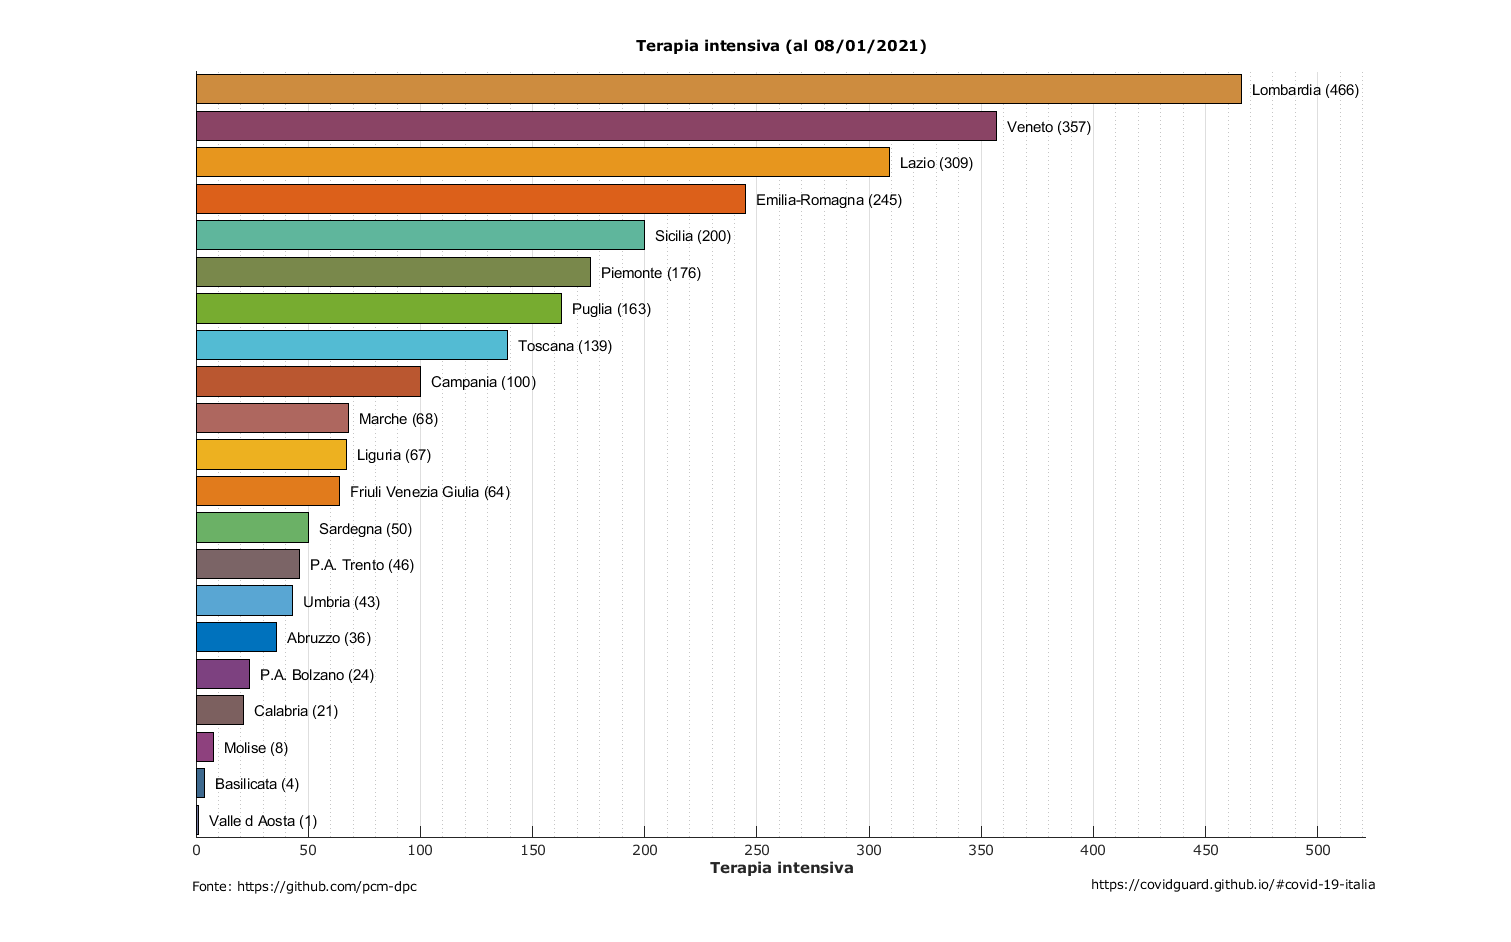 Terapia intensiva (al 08/01/2021)
Lombardia (466)
Veneto (357)
Lazio (309)
Emilia-Romagna (245)
Sicilia (200)
Piemonte (176)
Puglia (163)
Toscana (139)
Campania (100)
Marche (68)
Liguria (67)
Friuli Venezia Giulia (64)
Sardegna (50)
P.A. Trento (46)
Umbria (43)
Abruzzo (36)
P.A. Bolzano (24)
Calabria (21)
Molise (8)
Basilicata (4)
Valle d Aosta (1)
0 50 100 150 200 250 300 350 400 450 500
Terapia intensiva
Fonte: https://github.com/pcm-dpc
https://covidguard.github.io/#covid-19-italia